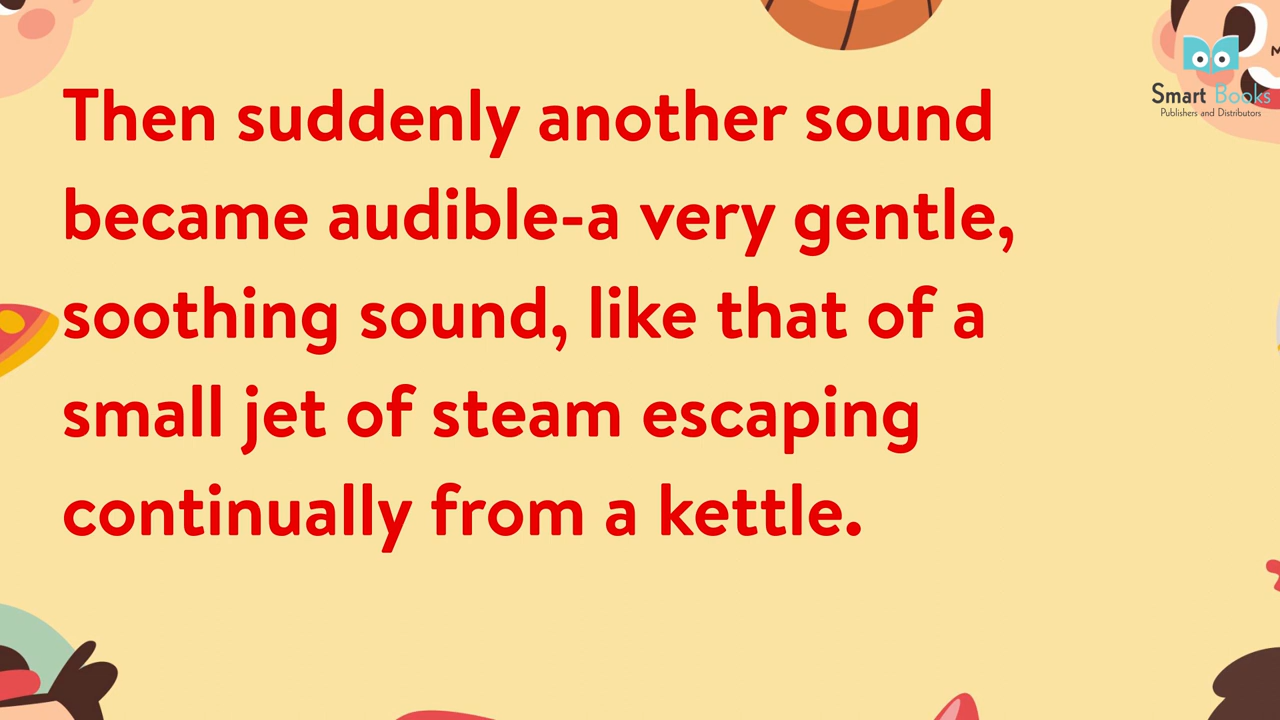 Then suddenly another sound
became audible-a very gentle,
soothing sound, like that of a
small jet of steam escaping
continually from a kettle.
Smart Books
Publishers and Distributors